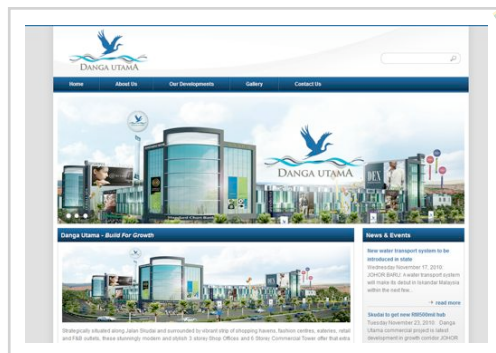 DANGA UTAMA
Home
About Us
Our Developments
Gallery
Contact Us
DANGA UTAMA
DEX
Danga Utama - Build For Growth
News & Events
New water transport system to be
introduced in state
Wednesday November 17, 2010
JOHOR BARU: A water transport system
will make its debut in Iskandar Malaysia
within the next few...
read more
Skudai to get new RM500mil hub
Tuesday November 23, 2010 Danga
Utama commercial project is latest
development in growth corridor JOHOR
Strategically situated along Jalan Skudai and surrounded by vibrant strip of shopping havens, fashion centres, eateries, retail
and F&B outlets, these stunningly modern and stylish 3 storey Shop Offices and 6 Storey Commercial Tower offer that extra